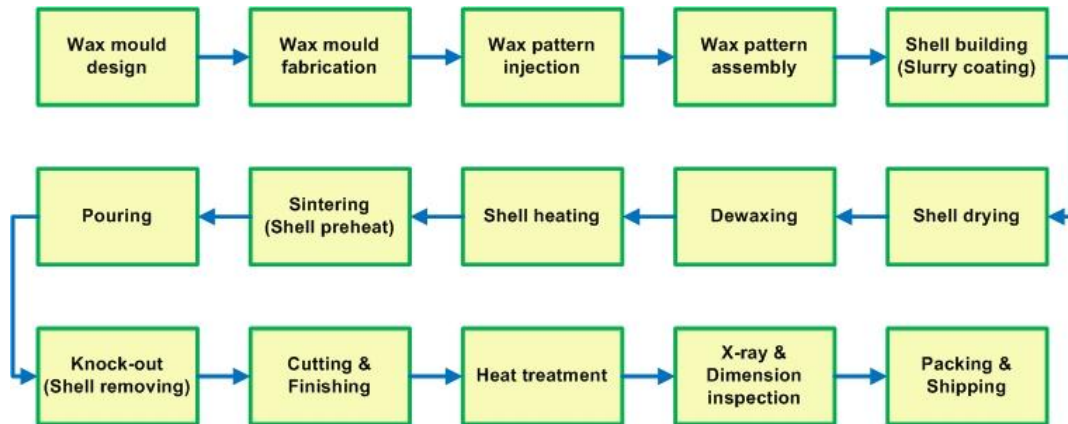 Wax mould
design
Wax mould
fabrication
Wax pattern
injection
Wax pattern
assembly
Shell building
(Slurry coating)
Pouring
Sintering
(Shell preheat)
Shell heating
Dewaxing
Shell drying
Knock-out
(Shell removing)
Cutting &
Finishing
Heat treatment
X-ray &
Dimension
inspection
Packing &
Shipping